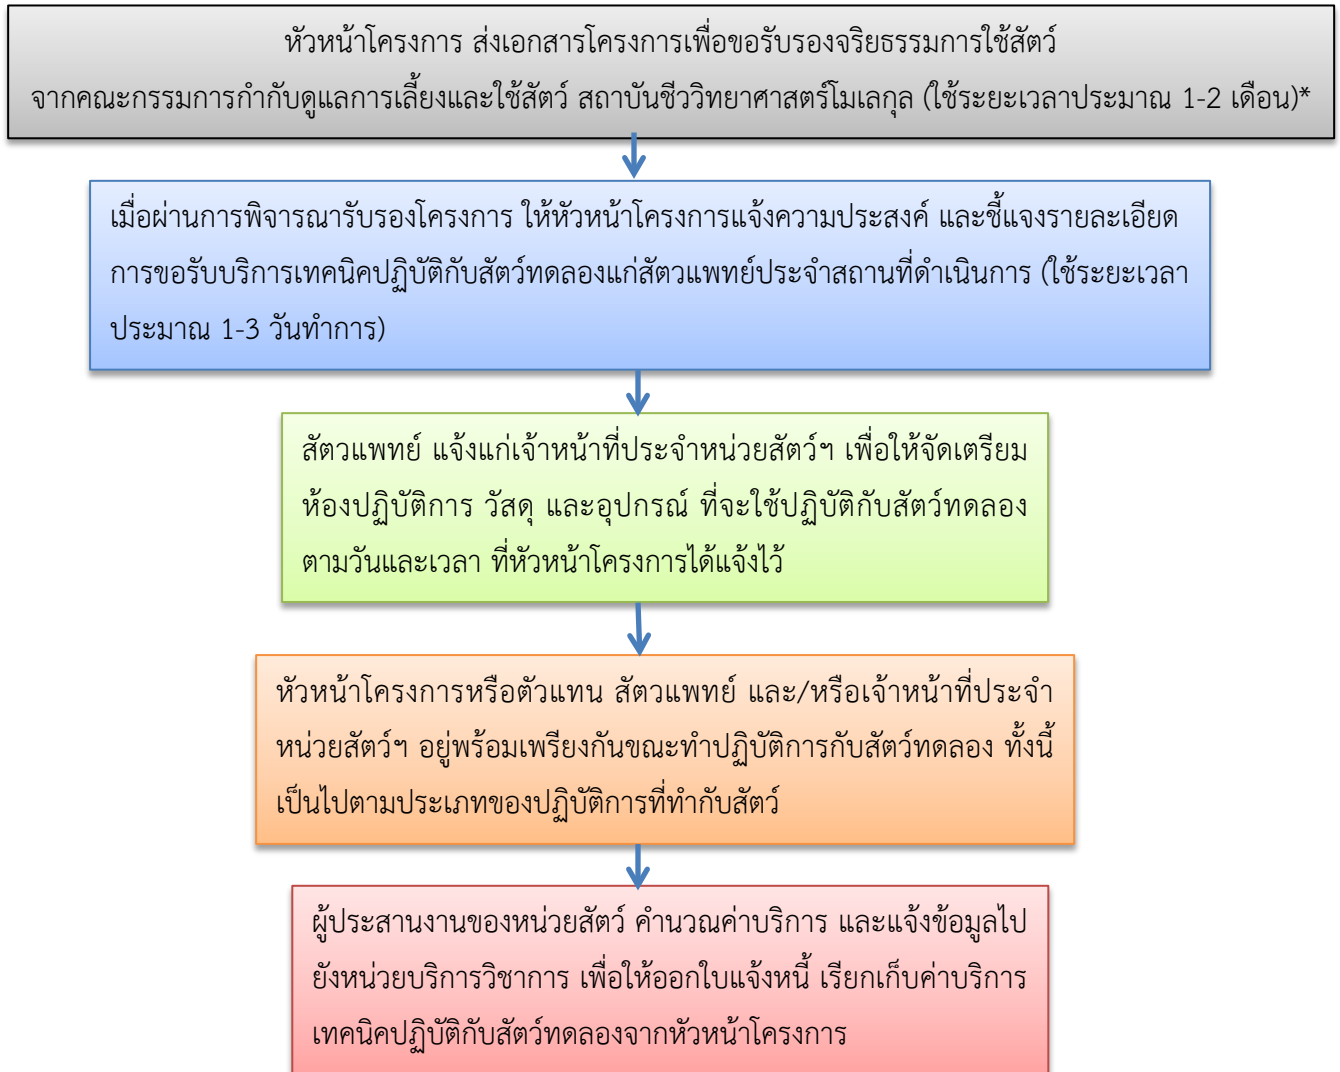 หัวหน้าโครงการ ส่งเอกสารโครงการเพื่อขอรับรองจริยธรรมการใช้สัตว์
จากคณะกรรมการกำกับดูแลการเลี้ยงและใช้สัตว์ สถาบันชีววิทยาศาสตร์โมเลกุล (ใช้ระยะเวลาประมาณ 1-2 เดือน)*
เมื่อผ่านการพิจารณารับรองโครงการ ให้หัวหน้าโครงการแจ้งความประสงค์ และชี้แจงรายละเอียด
การขอรับบริการเทคนิคปฏิบัติกับสัตว์ทดลองแก่สัตวแพทย์ประจำสถานที่ดำเนินการ (ใช้ระยะเวลา
ประมาณ 1-3 วันทำการ)
สัตวแพทย์ แจ้งแก่เจ้าหน้าที่ประจำหน่วยสัตว์ฯ เพื่อให้จัดเตรียม
ห้องปฏิบัติการ วัสดุ และอุปกรณ์ ที่จะใช้ปฏิบัติกับสัตว์ทดลอง
ตามวันและเวลา ที่หัวหน้าโครงการได้แจ้งไว้
หัวหน้าโครงการหรือตัวแทน สัตวแพทย์ และ/หรือเจ้าหน้าที่ประจำ
หน่วยสัตว์ฯ อยู่พร้อมเพรียงกันขณะทำปฏิบัติการกับสัตว์ทดลอง ทั้งนี้
เป็นไปตามประเภทของปฏิบัติการที่ทำกับสัตว์
ผู้ประสานงานของหน่วยสัตว์ คำนวณค่าบริการ และแจ้งข้อมูลไป
ยังหน่วยบริการวิชาการ เพื่อให้ออกใบแจ้งหนี้ เรียกเก็บค่าบริการ
เทคนิคปฏิบัติกับสัตว์ทดลองจากหัวหน้าโครงการ